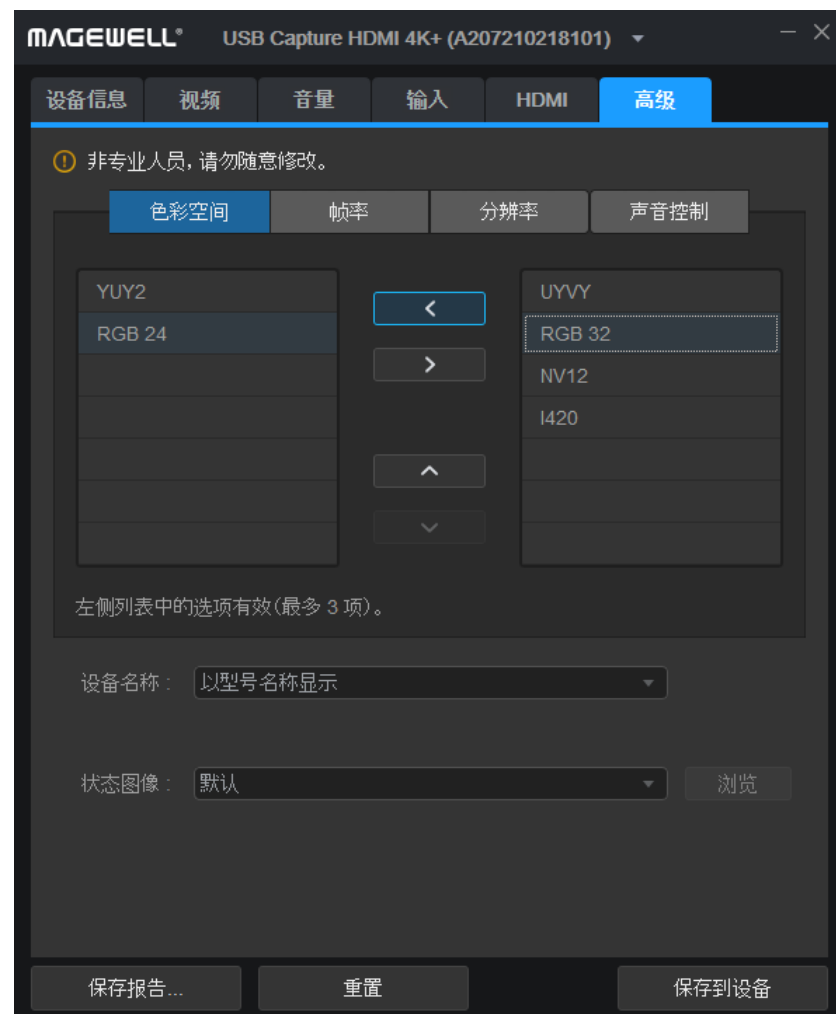 MAGEWELL® USB Capture HDMI 4K+ (A207210218101)
设备信息 视频 音量 输入 HDMI 高级
非专业人员，请勿随意修改。
色彩空间 帧率 分辨率 声音控制
YUY2
RGB 24
UYVY
RGB 32
NV12
I420
左侧列表中的选项有效(最多 3 项)。
设备名称： 以型号名称显示
状态图像： 默认 浏览
保存报告... 重置 保存到设备